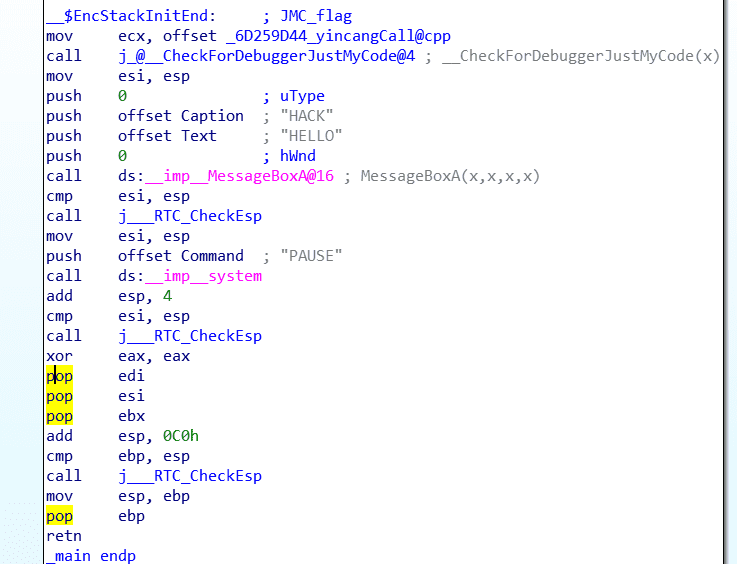 __$EncStackInitEnd: ; JMC_flag
mov ecx, offset _6D259D44_yincangCall@cpp
call j_@__CheckForDebuggerJustMyCode@4 ; __CheckForDebuggerJustMyCode(x)
mov esi, esp
push 0 ; uType
push offset Caption ; "HACK"
push offset Text ; "HELLO"
push 0 ; hWnd
call ds:__imp__MessageBoxA@16 ; MessageBoxA(x,x,x,x)
cmp esi, esp
call j___RTC_CheckEsp
mov esi, esp
push offset Command ; "PAUSE"
call ds:__imp__system
add esp, 4
cmp esi, esp
call j___RTC_CheckEsp
xor eax, eax
pop edi
pop esi
pop ebx
add esp, 0C0h
cmp ebp, esp
call j___RTC_CheckEsp
mov esp, ebp
pop ebp
retn
_main endp